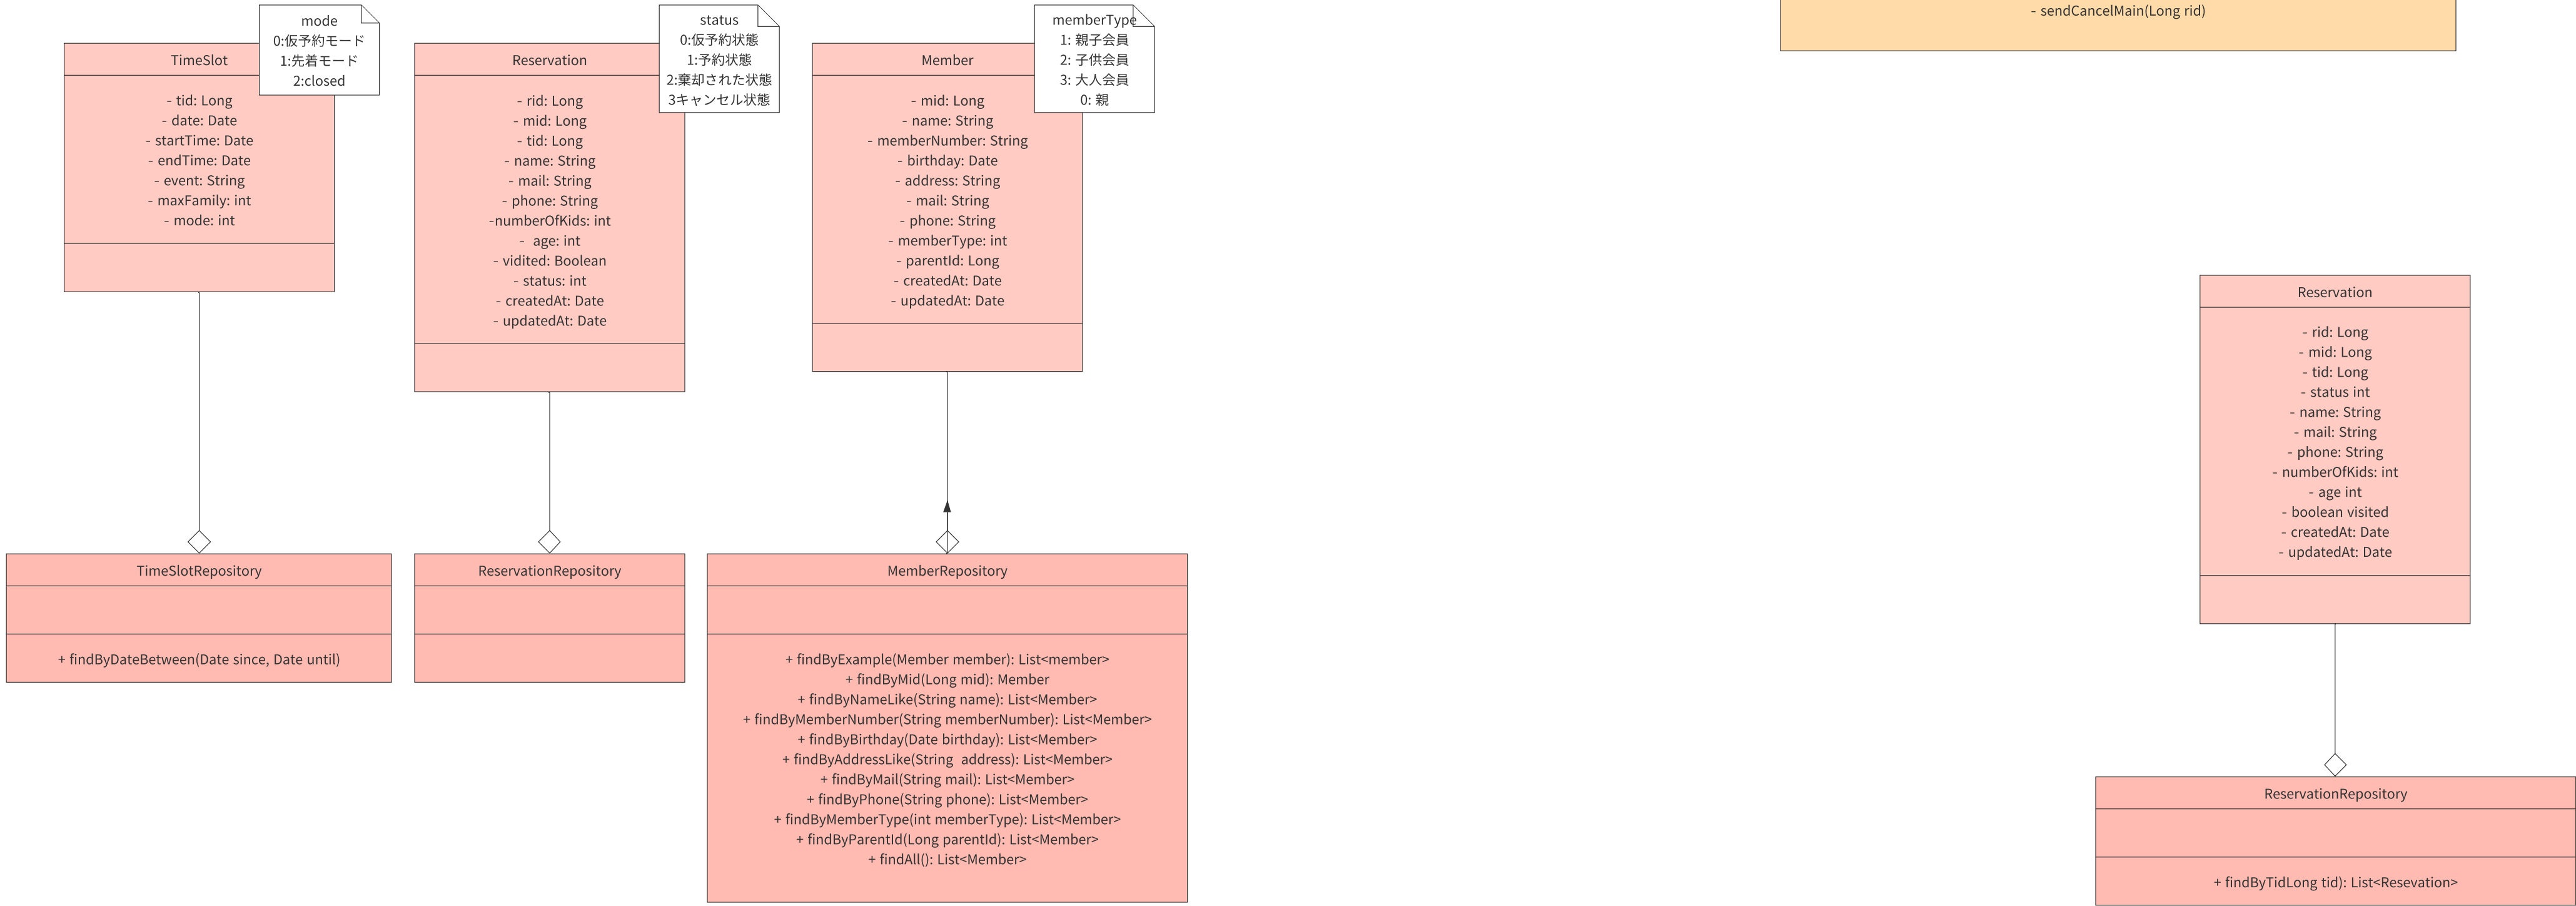 - sendCancelMain(Long rid)
mode
0:仮予約モード
1:先着モード
2:closed
TimeSlot
- tid: Long
- date: Date
- startTime: Date
- endTime: Date
- event: String
- maxFamily: int
- mode: int
status
0:仮予約状態
1:予約状態
2:棄却された状態
3キャンセル状態
Reservation
- rid: Long
- mid: Long
- tid: Long
- name: String
- mail: String
- phone: String
-numberOfKids: int
-  age: int
- vidited: Boolean
- status: int
- createdAt: Date
- updatedAt: Date
memberType
1: 親子会員
2: 子供会員
3: 大人会員
0: 親
Member
- mid: Long
- name: String
- memberNumber: String
- birthday: Date
- address: String
- mail: String
- phone: String
- memberType: int
- parentId: Long
- createdAt: Date
- updatedAt: Date
Reservation
- rid: Long
- mid: Long
- tid: Long
- status int
- name: String
- mail: String
- phone: String
- numberOfKids: int
- age int
- boolean visited
- createdAt: Date
- updatedAt: Date
TimeSlotRepository
+ findByDateBetween(Date since, Date until)
ReservationRepository
MemberRepository
+ findByExample(Member member): List<member>
+ findByMid(Long mid): Member
+ findByNameLike(String name): List<Member>
+ findByMemberNumber(String memberNumber): List<Member>
+ findByBirthday(Date birthday): List<Member>
+ findByAddressLike(String  address): List<Member>
+ findByMail(String mail): List<Member>
+ findByPhone(String phone): List<Member>
+ findByMemberType(int memberType): List<Member>
+ findByParentId(Long parentId): List<Member>
+ findAll(): List<Member>
ReservationRepository
+ findByTidLong tid): List<Resevation>